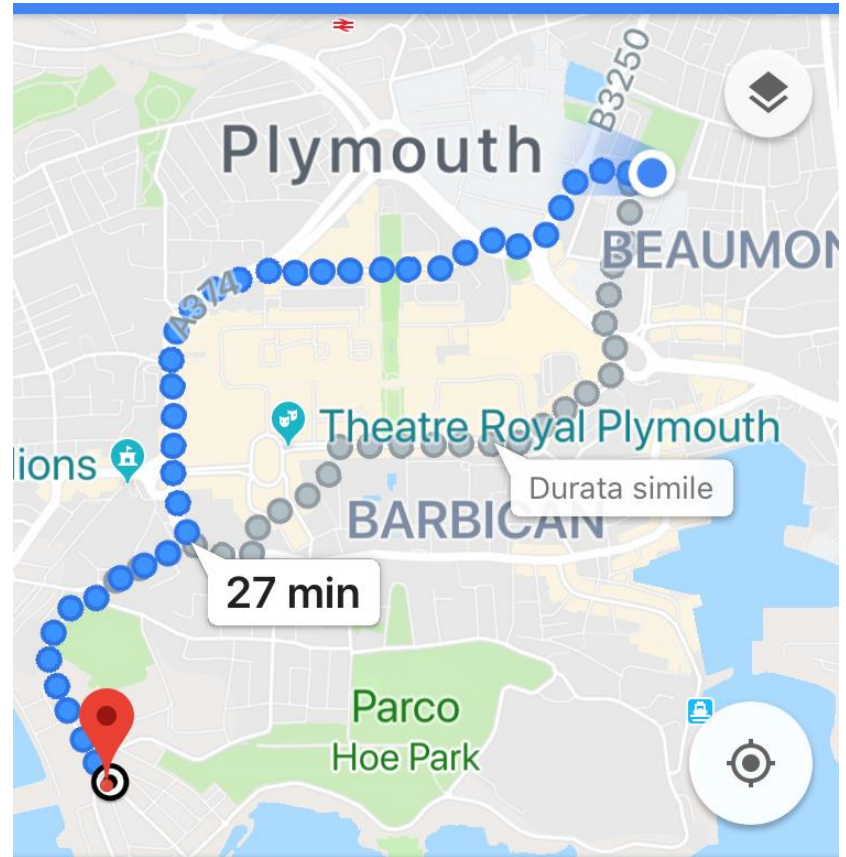 B3250
Plymouth
BEAUMON
A374
Theatre Royal Plymouth
lions
Durata simile
BARBICAN
27 min
Parco
Hoe Park